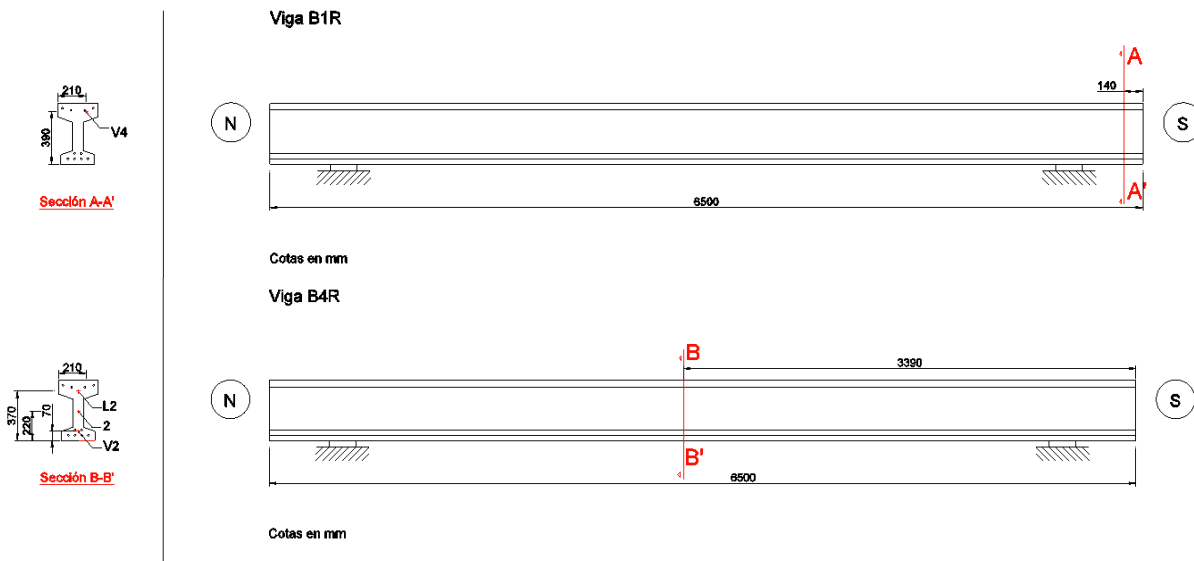 Viga B1R
A
210
140
V4
390
N
S
Sección A-A'
A'
6500
Cotas en mm
Viga B4R
B
3390
210
L2
370
70
220
2
V2
N
S
B'
Sección B-B'
6500
Cotas en mm